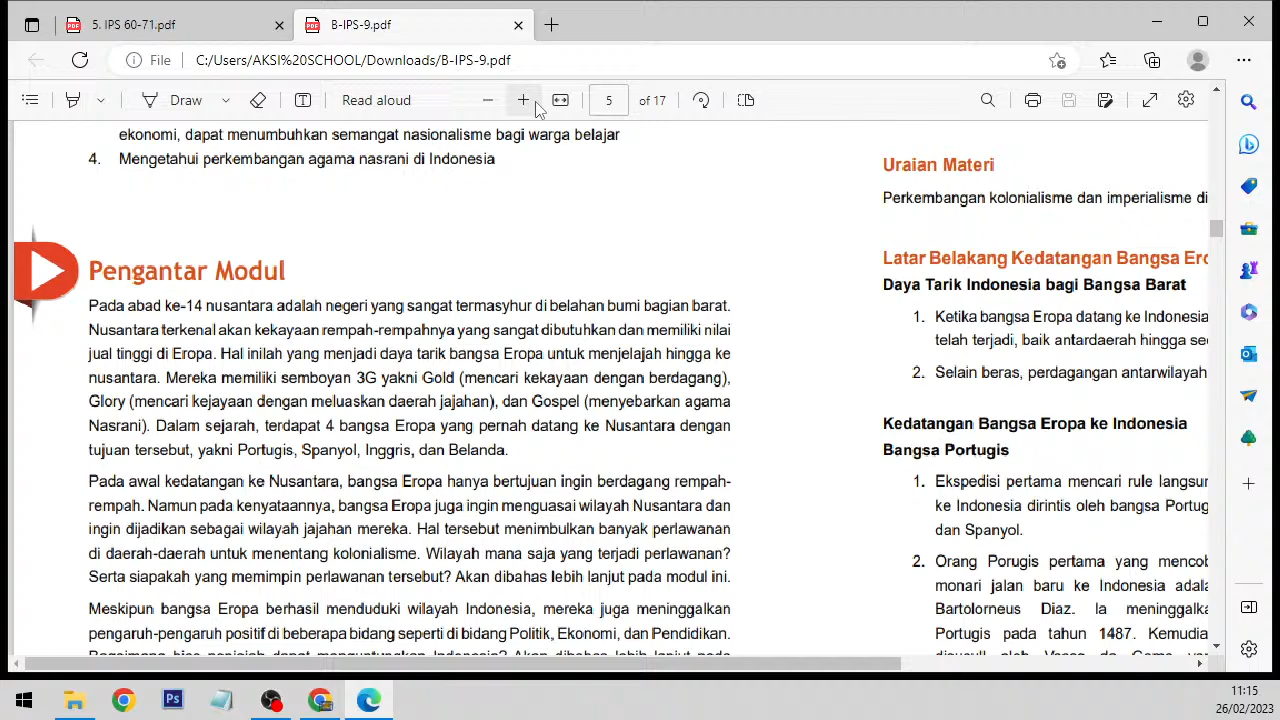 5. IPS 60-71.pdf
B-IPS-9.pdf
File
C:/Users/AKSI%20SCHOOL/Downloads/B-IPS-9.pdf
Draw
Read aloud
5 of 17
ekonomi, dapat menumbuhkan semangat nasionalisme bagi warga belajar
4. Mengetahui perkembangan agama nasrani di Indonesia
Pengantar Modul
Pada abad ke-14 nusantara adalah negeri yang sangat termasyhur di belahan bumi bagian barat.
Nusantara terkenal akan kekayaan rempah-rempahnya yang sangat dibutuhkan dan memiliki nilai
jual tinggi di Eropa. Hal inilah yang menjadi daya tarik bangsa Eropa untuk menjelajah hingga ke
nusantara. Mereka memiliki semboyan 3G yakni Gold (mencari kekayaan dengan berdagang),
Glory (mencari kejayaan dengan meluaskan daerah jajahan), dan Gospel (menyebarkan agama
Nasrani). Dalam sejarah, terdapat 4 bangsa Eropa yang pernah datang ke Nusantara dengan
tujuan tersebut, yakni Portugis, Spanyol, Inggris, dan Belanda.
Pada awal kedatangan ke Nusantara, bangsa Eropa hanya bertujuan ingin berdagang rempah-
rempah. Namun pada kenyataannya, bangsa Eropa juga ingin menguasai wilayah Nusantara dan
ingin dijadikan sebagai wilayah jajahan mereka. Hal tersebut menimbulkan banyak perlawanan
di daerah-daerah untuk menentang kolonialisme. Wilayah mana saja yang terjadi perlawanan?
Serta siapakah yang memimpin perlawanan tersebut? Akan dibahas lebih lanjut pada modul ini.
Meskipun bangsa Eropa berhasil menduduki wilayah Indonesia, mereka juga meninggalkan
pengaruh-pengaruh positif di beberapa bidang seperti di bidang Politik, Ekonomi, dan Pendidikan.
Uraian Materi
Perkembangan kolonialisme dan imperialisme di
Latar Belakang Kedatangan Bangsa Ero
Daya Tarik Indonesia bagi Bangsa Barat
1. Ketika bangsa Eropa datang ke Indonesia
telah terjadi, baik antardaerah hingga se
2. Selain beras, perdagangan antarwilayah
Kedatangan Bangsa Eropa ke Indonesia
Bangsa Portugis
1. Ekspedisi pertama mencari rule langsun
ke Indonesia dirintis oleh bangsa Portug
dan Spanyol.
2. Orang Porugis pertama yang mencob
monari jalan baru ke Indonesia adala
Bartolorneus Diaz. Ia meninggalka
Portugis pada tahun 1487. Kemudia
Ps
11:15
26/02/2023